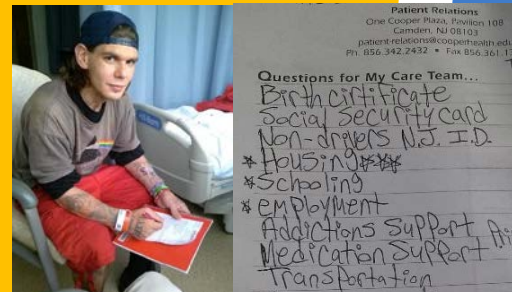 Patient Relations
One Cooper Plaza, Pavilion 108
Camden, NJ 08103
patient-relations@cooperhealth.edu
Ph. 856.342.2432 • Fax 856.361.1
Questions for My Care Team...
Birth cirtificate
Social Security card
Non-drivers N.J. I.D.
* Housing ***
* Schooling
* employment
Addictions Support
Medication Support
Transportation